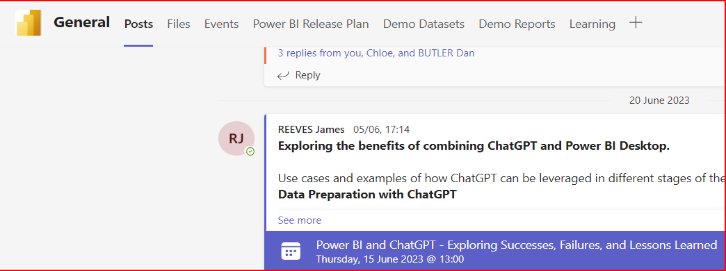 General Posts Files Events Power BI Release Plan Demo Datasets Demo Reports Learning
3 replies from you, Chloe, and BUTLER Dan
Reply
20 June 2023
RJ
REEVES James 05/06, 17:14
Exploring the benefits of combining ChatGPT and Power BI Desktop.
Use cases and examples of how ChatGPT can be leveraged in different stages of the
Data Preparation with ChatGPT
See more
Power BI and ChatGPT - Exploring Successes, Failures, and Lessons Learned
Thursday, 15 June 2023 @ 13:00